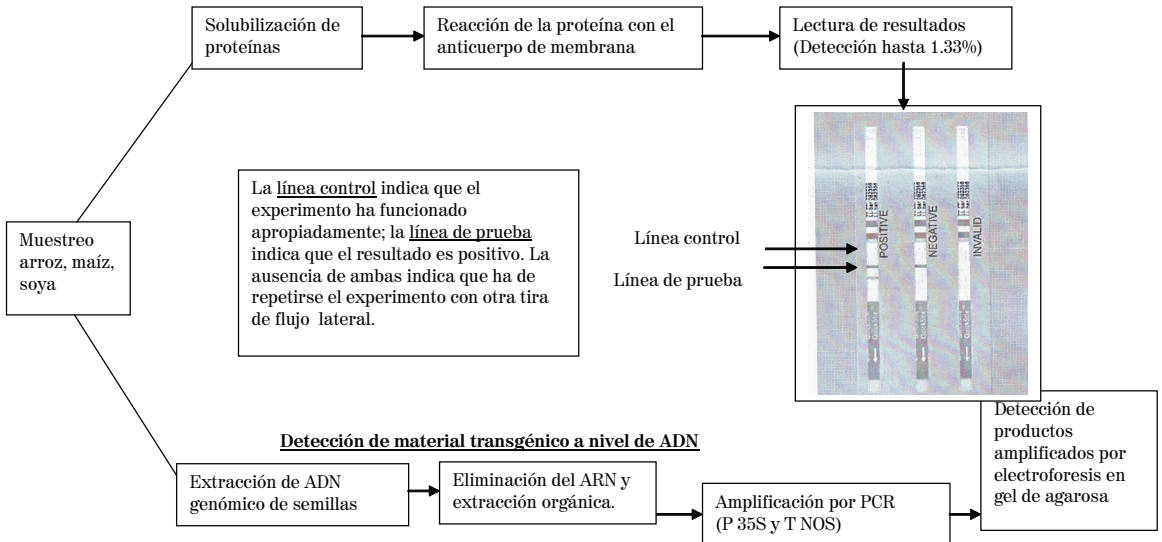 Solubilización de
proteínas
Reacción de la proteína con el
anticuerpo de membrana
Lectura de resultados
(Detección hasta 1.33%)
Muestreo
arroz, maíz,
soya
La línea control indica que el
experimento ha funcionado
apropiadamente; la línea de prueba
indica que el resultado es positivo. La
ausencia de ambas indica que ha de
repetirse el experimento con otra tira
de flujo lateral.
Línea control
Línea de prueba
POSITIVE
NEGATIVE
INVALID
Detección de material transgénico a nivel de ADN
Extracción de ADN
genómico de semillas
Eliminación del ARN y
extracción orgánica.
Amplificación por PCR
(P 35S y T NOS)
Detección de
productos
amplificados por
electroforesis en
gel de agarosa